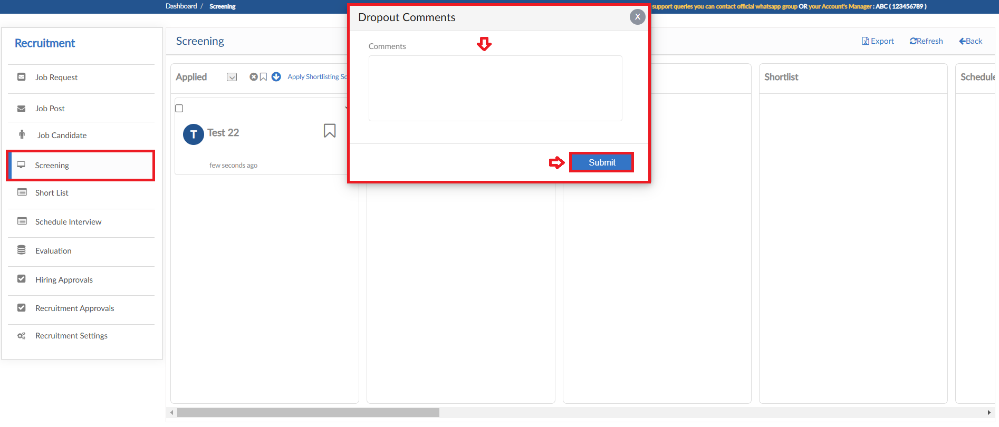 Dashboard / Screening
support queries you can contact official whatsapp group OR your Account's Manager : ABC ( 123456789 )
Recruitment
Job Request
Job Post
Job Candidate
Screening
Short List
Schedule Interview
Evaluation
Hiring Approvals
Recruitment Approvals
Recruitment Settings
Screening
Export
Refresh
Back
Applied
Apply Shortlisting Sc
T
Test 22
few seconds ago
Dropout Comments
X
Comments
Submit
Shortlist
Schedule